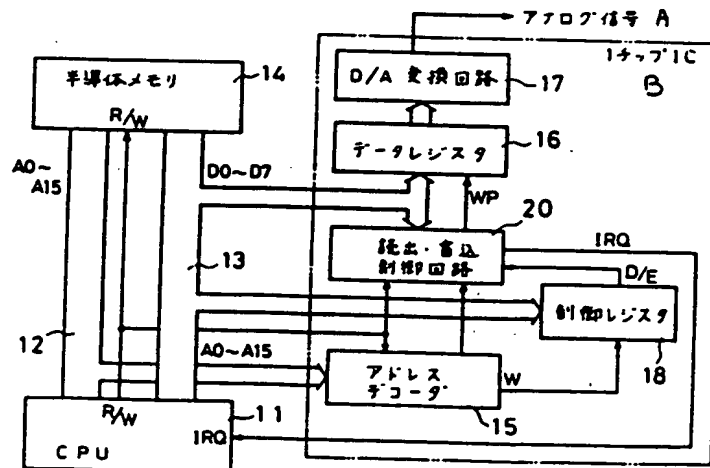 アナログ信号 A
1チップIC
B
半導体メモリ
14
R/W
D/A 変換回路
17
データレジスタ
16
A0~
A15
D0~D7
WP
20
読出・書込
制御回路
IRQ
D/E
13
制御レジスタ
18
12
A0~A15
アドレス
デコーダ
W
15
R/W
11
IRQ
CPU